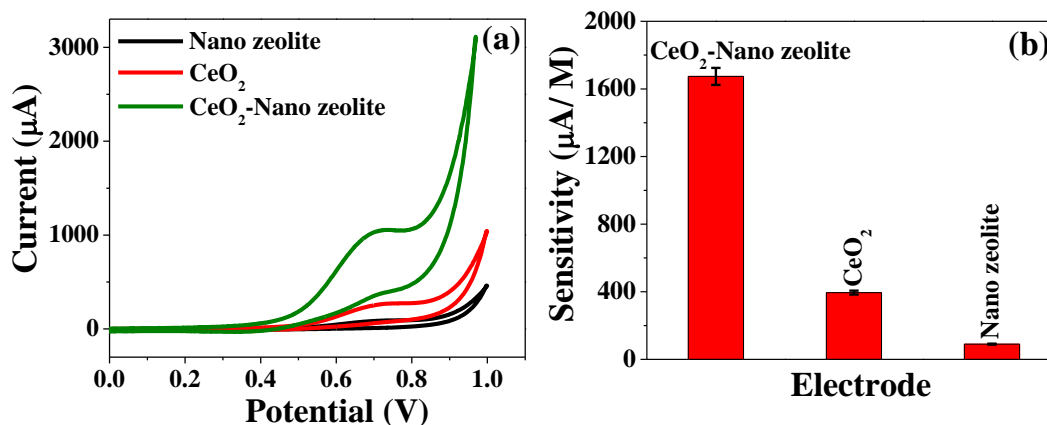 (a)
Nano zeolite
CeO₂
CeO₂-Nano zeolite
Current (µA)
3000
2000
1000
0
0.0 0.2 0.4 0.6 0.8 1.0
Potential (V)
(b)
CeO₂-Nano zeolite
CeO₂
Nano zeolite
Sensitivity (µA/ M)
2000
1600
1200
800
400
0
Electrode